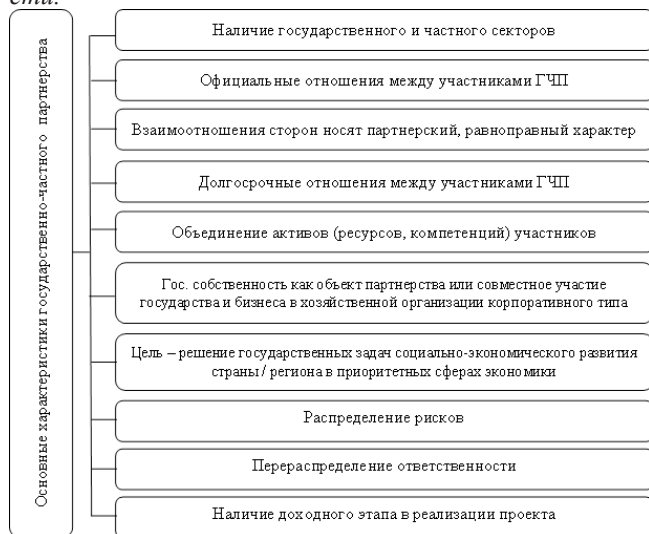 сти.
Основные характеристики государственно-частного партнерства
Наличие государственного и частного секторов
Официальные отношения между участниками ГЧП
Взаимоотношения сторон носят партнерский, равноправный характер
Долгосрочные отношения между участниками ГЧП
Объединение активов (ресурсов, компетенций) участников
Гос. собственность как объект партнерства или совместное участие
государства и бизнеса в хозяйственной организации корпоративного типа
Цель – решение государственных задач социально-экономического развития
страны / региона в приоритетных сферах экономики
Распределение рисков
Перераспределение ответственности
Наличие доходного этапа в реализации проекта